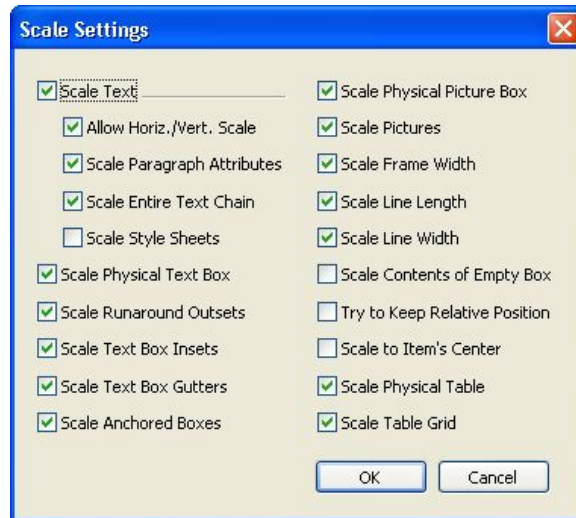 Scale Settings
Scale Text
Allow Horiz./Vert. Scale
Scale Paragraph Attributes
Scale Entire Text Chain
Scale Style Sheets
Scale Physical Text Box
Scale Runaround Outsets
Scale Text Box Insets
Scale Text Box Gutters
Scale Anchored Boxes
Scale Physical Picture Box
Scale Pictures
Scale Frame Width
Scale Line Length
Scale Line Width
Scale Contents of Empty Box
Try to Keep Relative Position
Scale to Item's Center
Scale Physical Table
Scale Table Grid
OK
Cancel